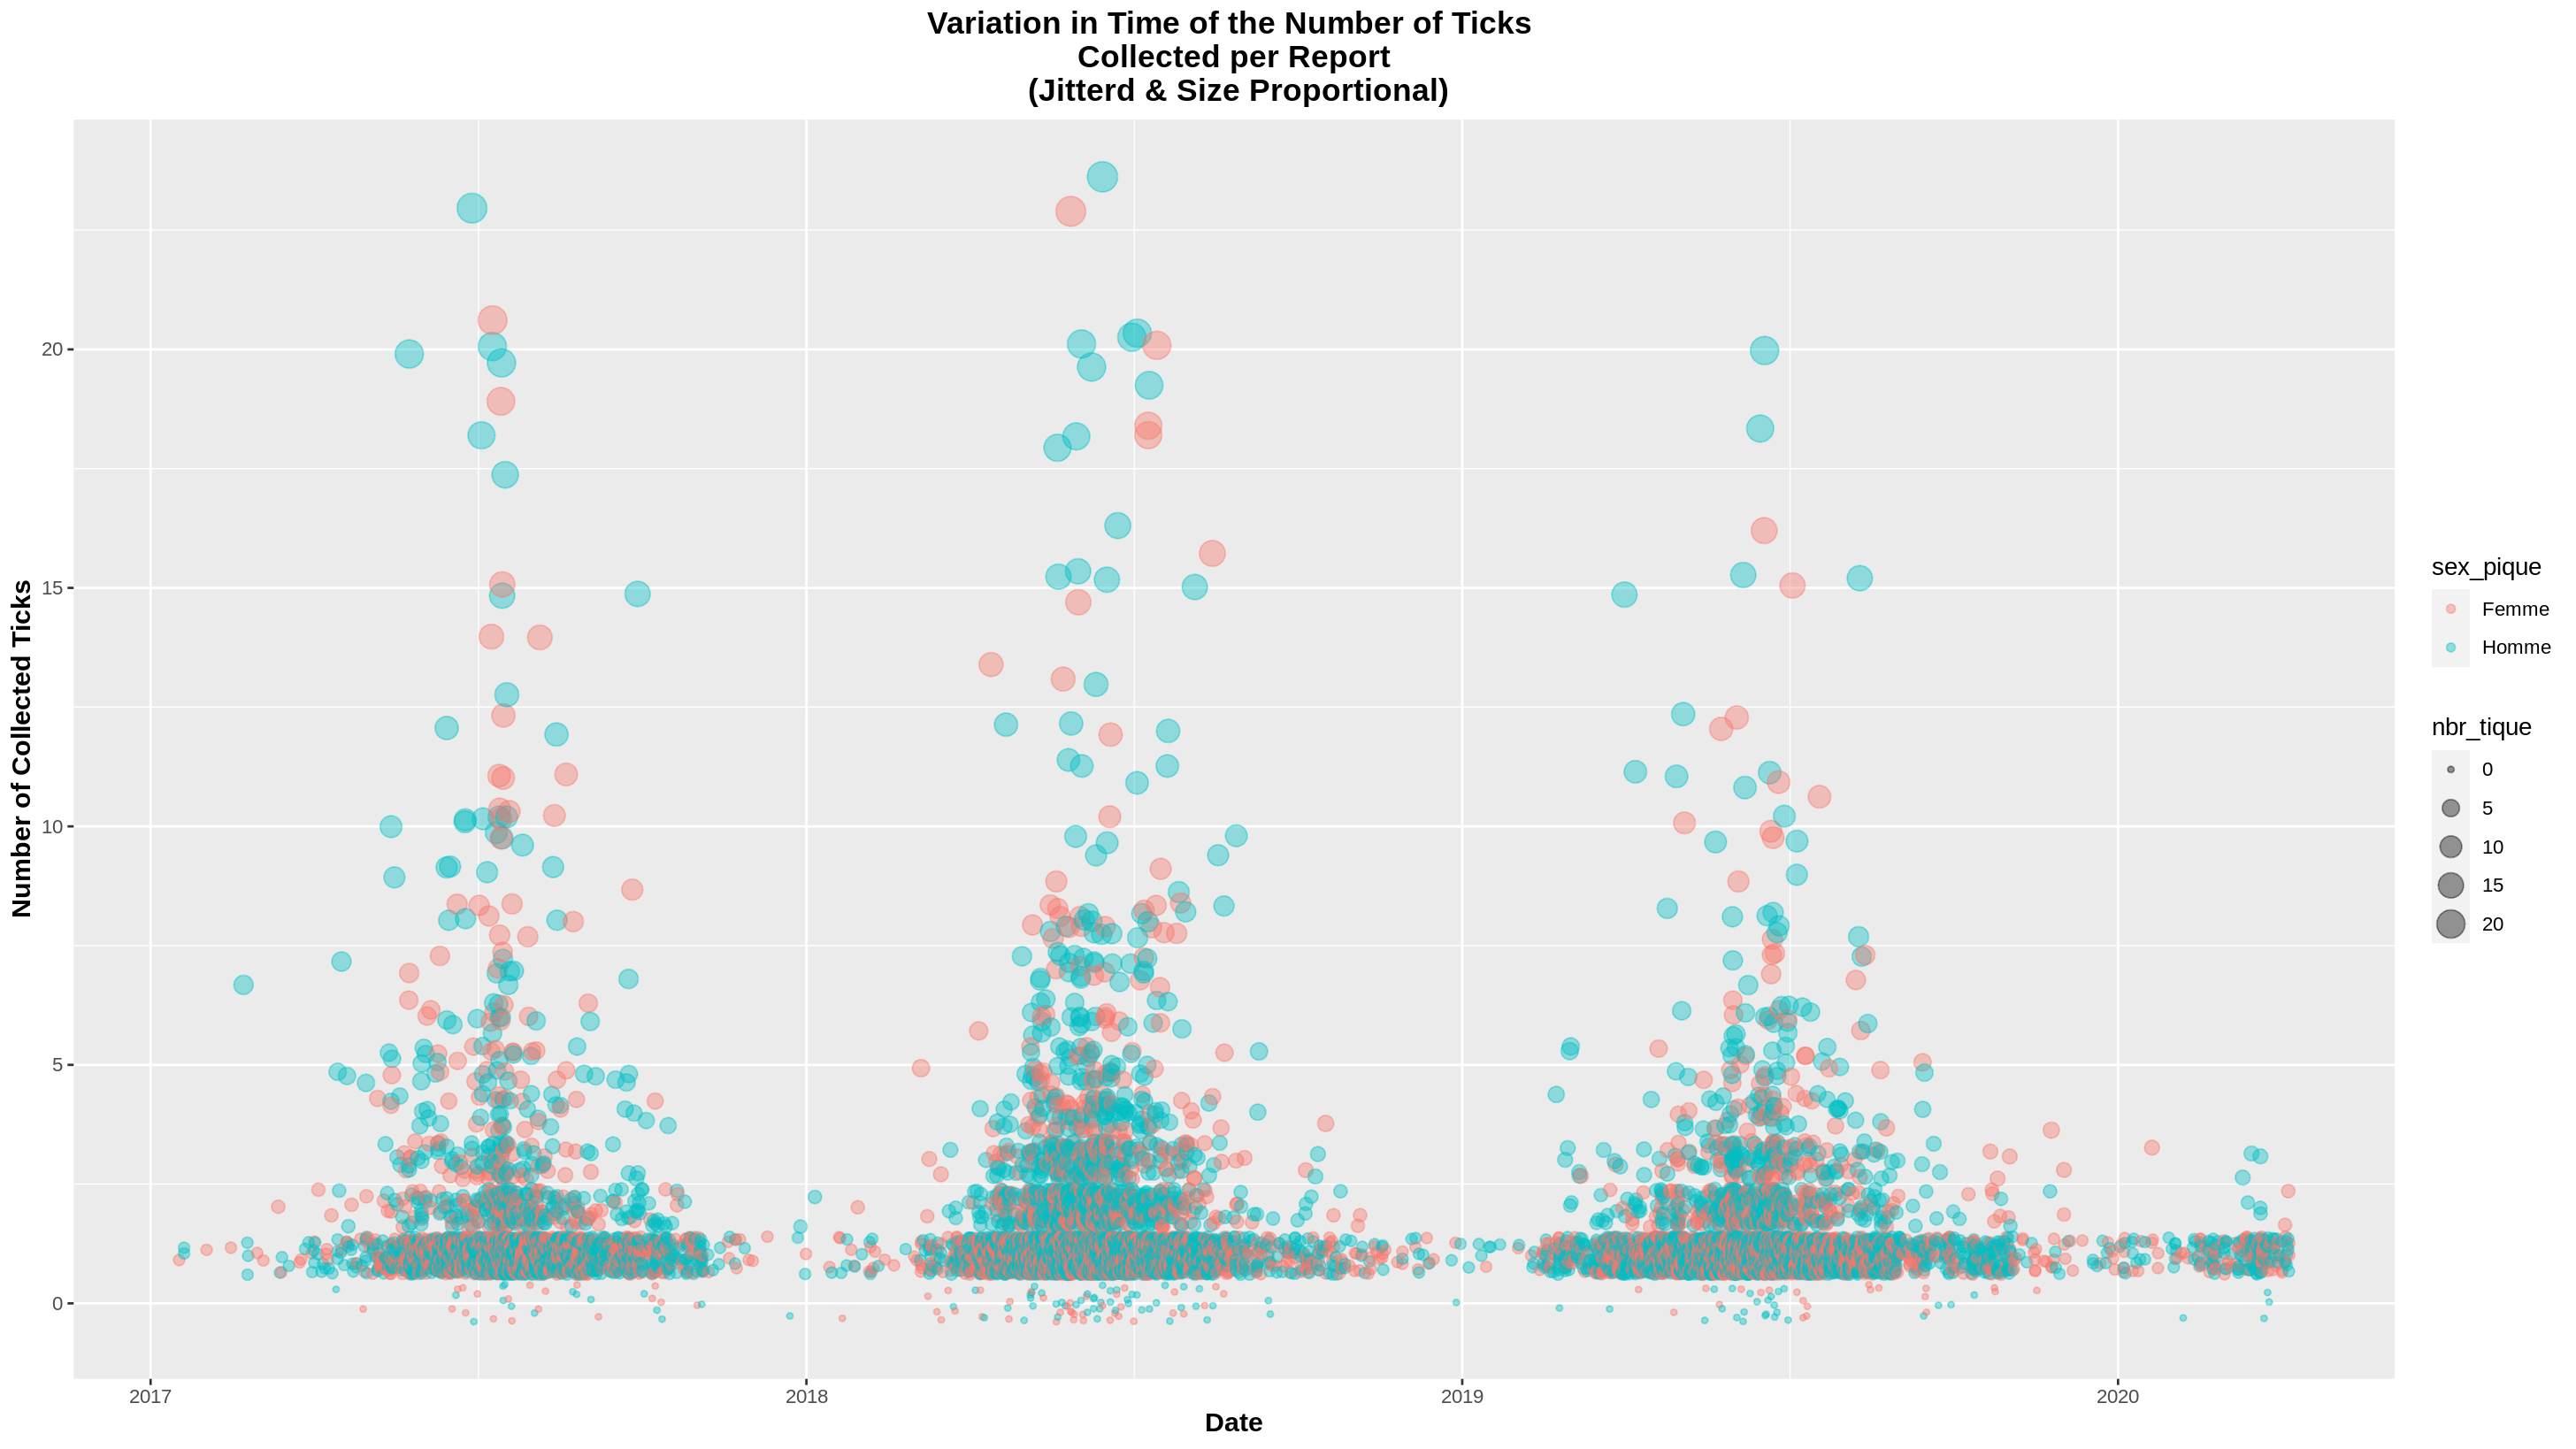 Variation in Time of the Number of Ticks
Collected per Report
(Jitterd & Size Proportional)
Number of Collected Ticks
20
15
10
5
0
2017
2018
2019
2020
Date
sex_pique
Femme
Homme
nbr_tique
0
5
10
15
20